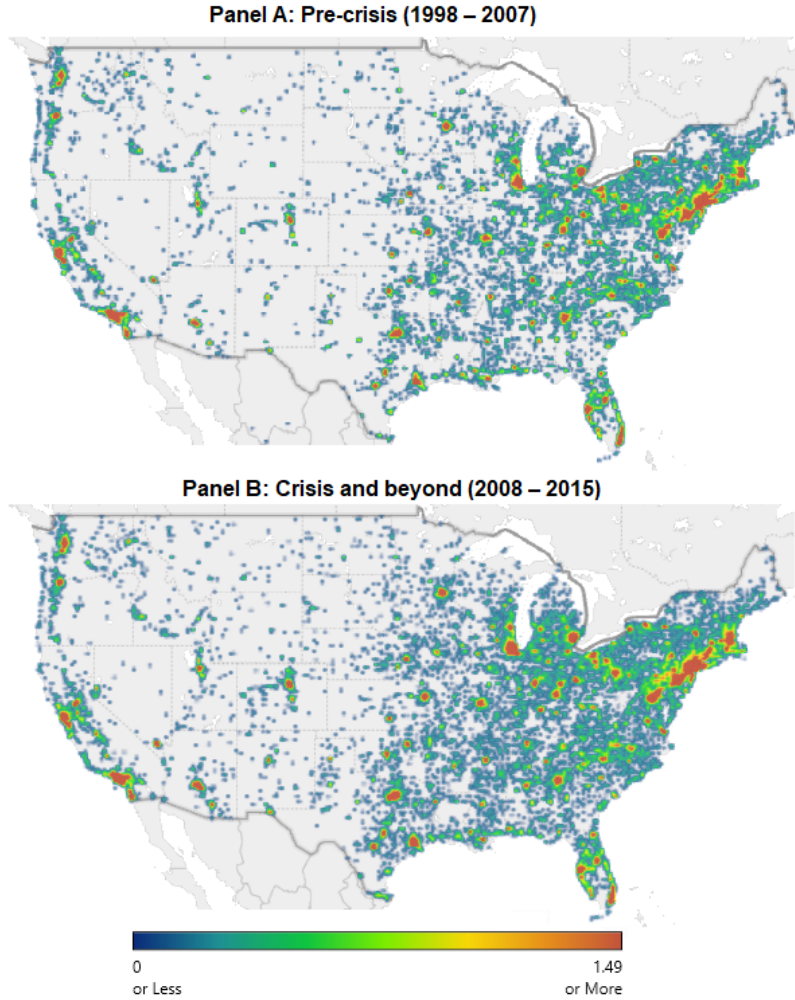 Panel A: Pre-crisis (1998 – 2007)
Panel B: Crisis and beyond (2008 – 2015)
0
or Less
1.49
or More